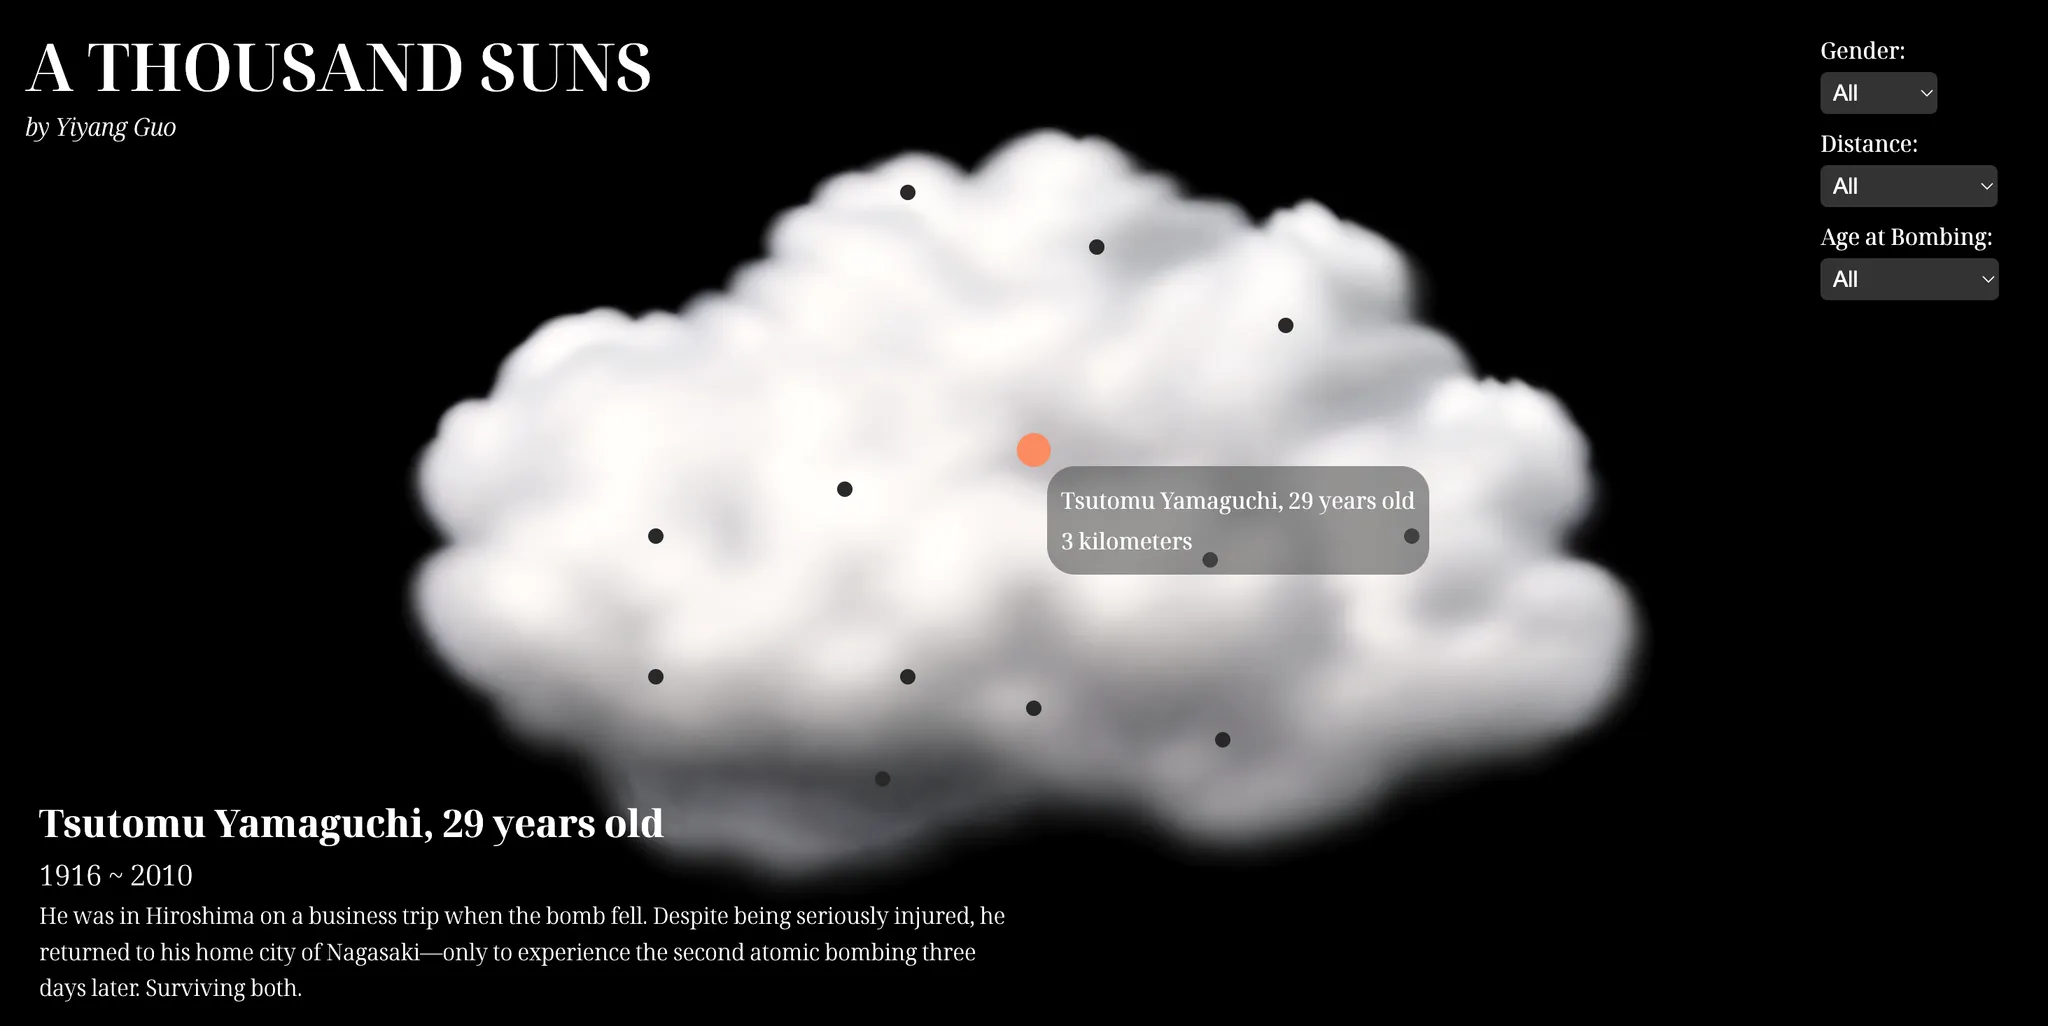 A THOUSAND SUNS
by Yiyang Guo
Gender:
All
Distance:
All
Age at Bombing:
All
Tsutomu Yamaguchi, 29 years old
3 kilometers
Tsutomu Yamaguchi, 29 years old
1916 ~ 2010
He was in Hiroshima on a business trip when the bomb fell. Despite being seriously injured, he
returned to his home city of Nagasaki—only to experience the second atomic bombing three
days later. Surviving both.